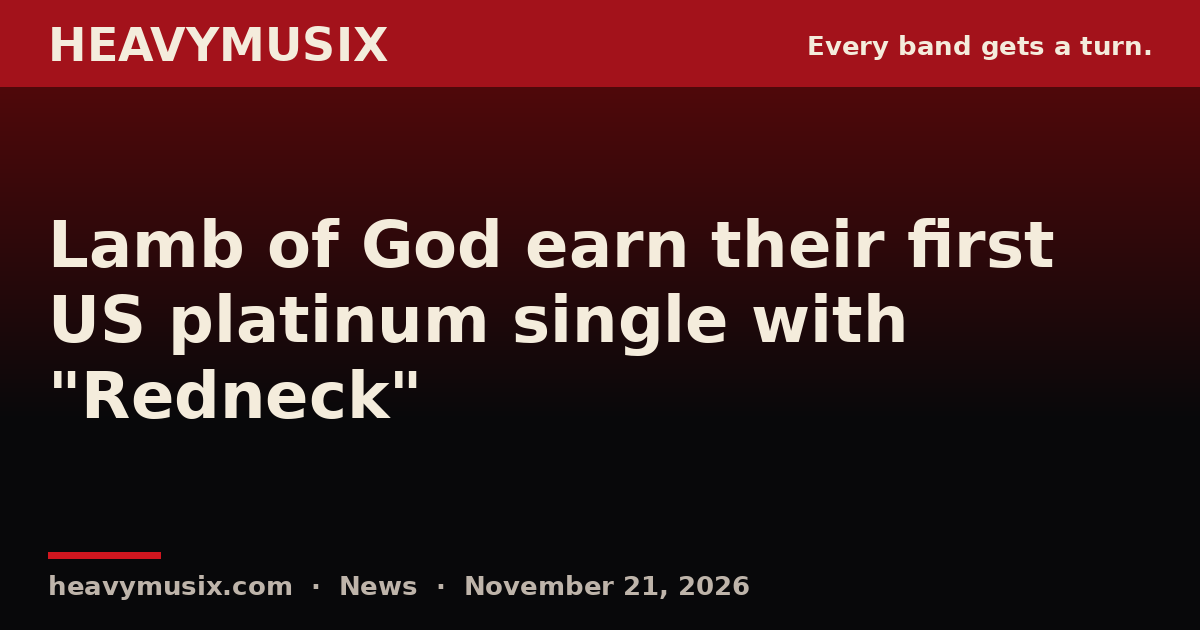 HEAVYMUSIX
Every band gets a turn.
Lamb of God earn their first
US platinum single with
"Redneck"
heavymusix.com · News · November 21, 2026